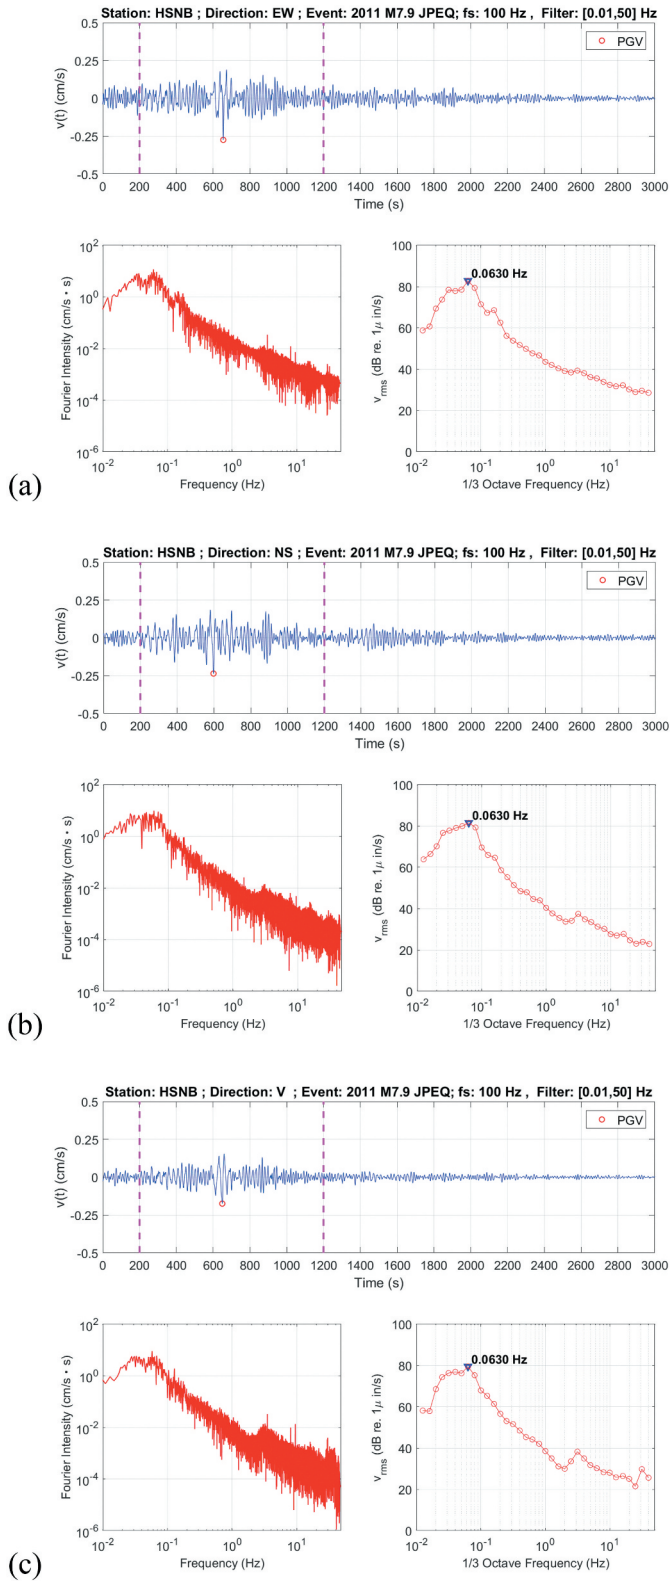 Station: HSNB ; Direction: EW ; Event: 2011 M7.9 JPEQ; fs: 100 Hz , Filter: [0.01,50] Hz
0.5
0.25
0
-0.25
-0.5
v(t) (cm/s)
PGV
0 200 400 600 800 1000 1200 1400 1600 1800 2000 2200 2400 2600 2800 3000
Time (s)
10^2
10^0
10^-2
10^-4
10^-6
Fourier Intensity (cm/s • s)
10^-2 10^-1 10^0 10^1
Frequency (Hz)
100
80
60
40
20
0
v_rms (dB re. 1μ in/s)
0.0630 Hz
10^-2 10^-1 10^0 10^1
1/3 Octave Frequency (Hz)
(a)
Station: HSNB ; Direction: NS ; Event: 2011 M7.9 JPEQ; fs: 100 Hz , Filter: [0.01,50] Hz
0.5
0.25
0
-0.25
-0.5
v(t) (cm/s)
PGV
0 200 400 600 800 1000 1200 1400 1600 1800 2000 2200 2400 2600 2800 3000
Time (s)
10^2
10^0
10^-2
10^-4
10^-6
Fourier Intensity (cm/s • s)
10^-2 10^-1 10^0 10^1
Frequency (Hz)
100
80
60
40
20
0
v_rms (dB re. 1μ in/s)
0.0630 Hz
10^-2 10^-1 10^0 10^1
1/3 Octave Frequency (Hz)
(b)
Station: HSNB ; Direction: V ; Event: 2011 M7.9 JPEQ; fs: 100 Hz , Filter: [0.01,50] Hz
0.5
0.25
0
-0.25
-0.5
v(t) (cm/s)
PGV
0 200 400 600 800 1000 1200 1400 1600 1800 2000 2200 2400 2600 2800 3000
Time (s)
10^2
10^0
10^-2
10^-4
10^-6
Fourier Intensity (cm/s • s)
10^-2 10^-1 10^0 10^1
Frequency (Hz)
100
80
60
40
20
0
v_rms (dB re. 1μ in/s)
0.0630 Hz
10^-2 10^-1 10^0 10^1
1/3 Octave Frequency (Hz)
(c)